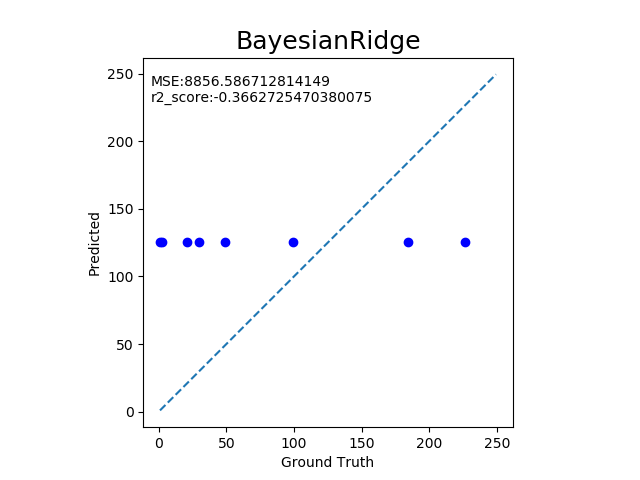 BayesianRidge
MSE:8856.586712814149
r2_score:-0.3662725470380075
250
200
150
100
50
0
Predicted
0 50 100 150 200 250
Ground Truth